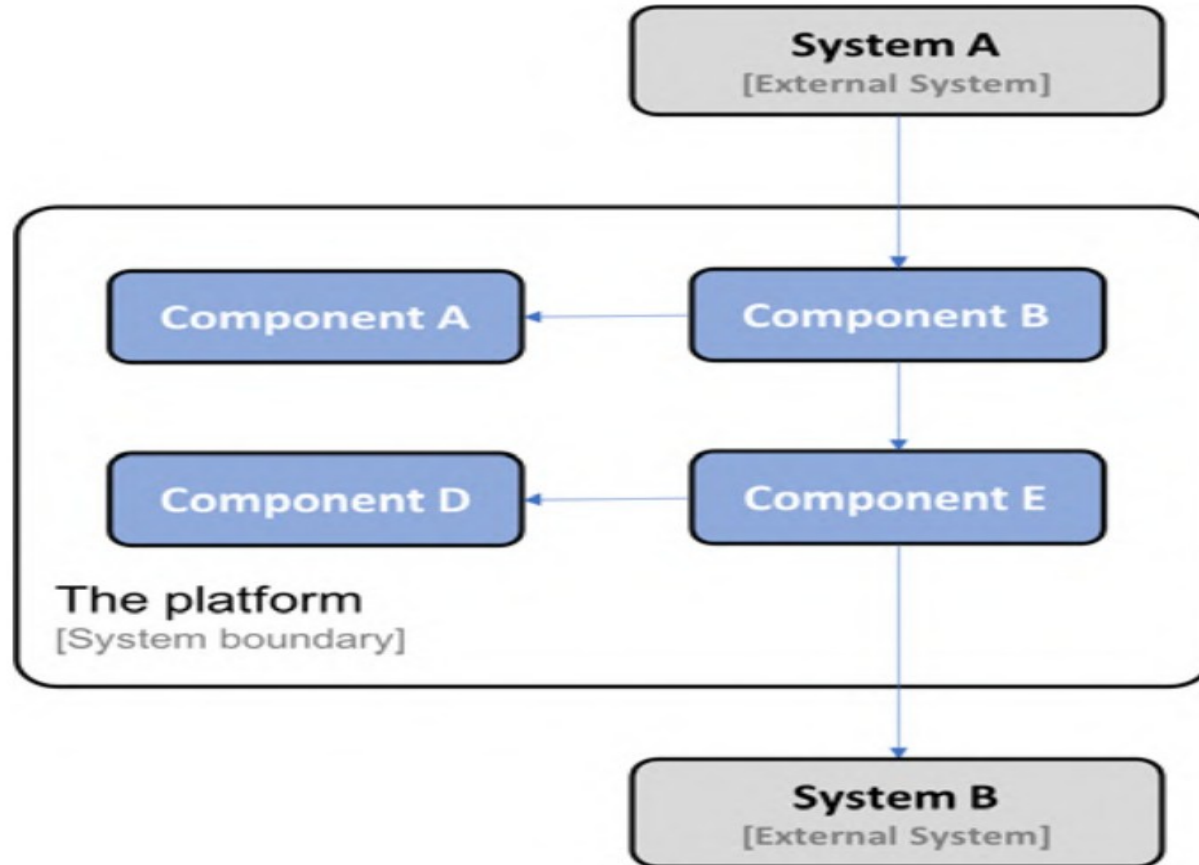 System A
[External System]
Component A
Component B
Component D
Component E
The platform
[System boundary]
System B
[External System]